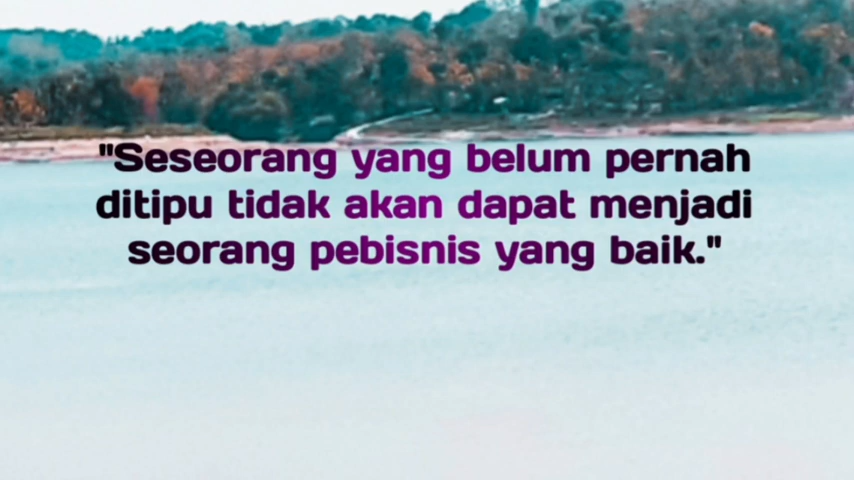 "Seseorang yang belum pernah
ditipu tidak akan dapat menjadi
seorang pebisnis yang baik."